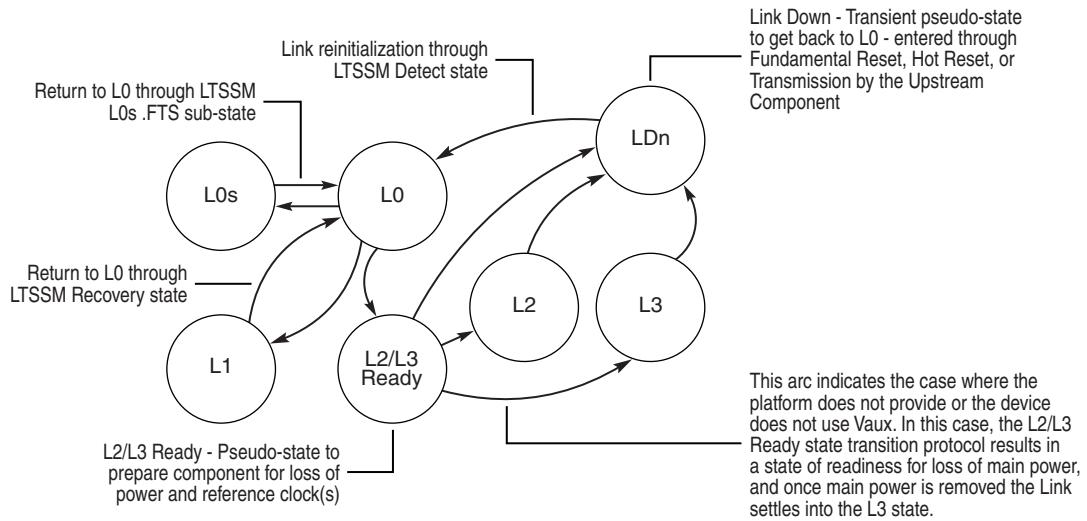 Link Down - Transient pseudo-state
to get back to L0 - entered through
Fundamental Reset, Hot Reset, or
Transmission by the Upstream
Component
Link reinitialization through
LTSSM Detect state
Return to L0 through LTSSM
L0s .FTS sub-state
LDn
L0s
L0
Return to L0 through
LTSSM Recovery state
L2
L3
L1
L2/L3
Ready
L2/L3 Ready - Pseudo-state to
prepare component for loss of
power and reference clock(s)
This arc indicates the case where the
platform does not provide or the device
does not use Vaux. In this case, the L2/L3
Ready state transition protocol results in
a state of readiness for loss of main power,
and once main power is removed the Link
settles into the L3 state.